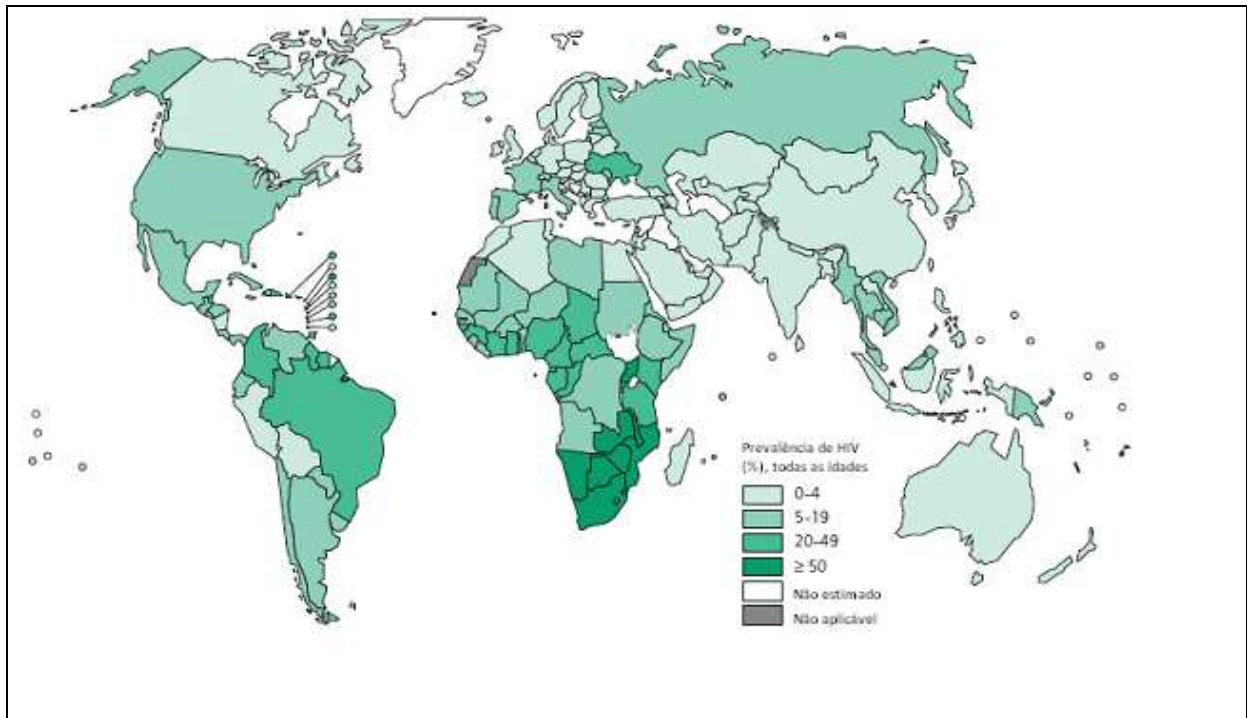 Prevalência de HIV
(%), todas as idades
0–4
5–19
20–49
≥ 50
Não estimado
Não aplicável